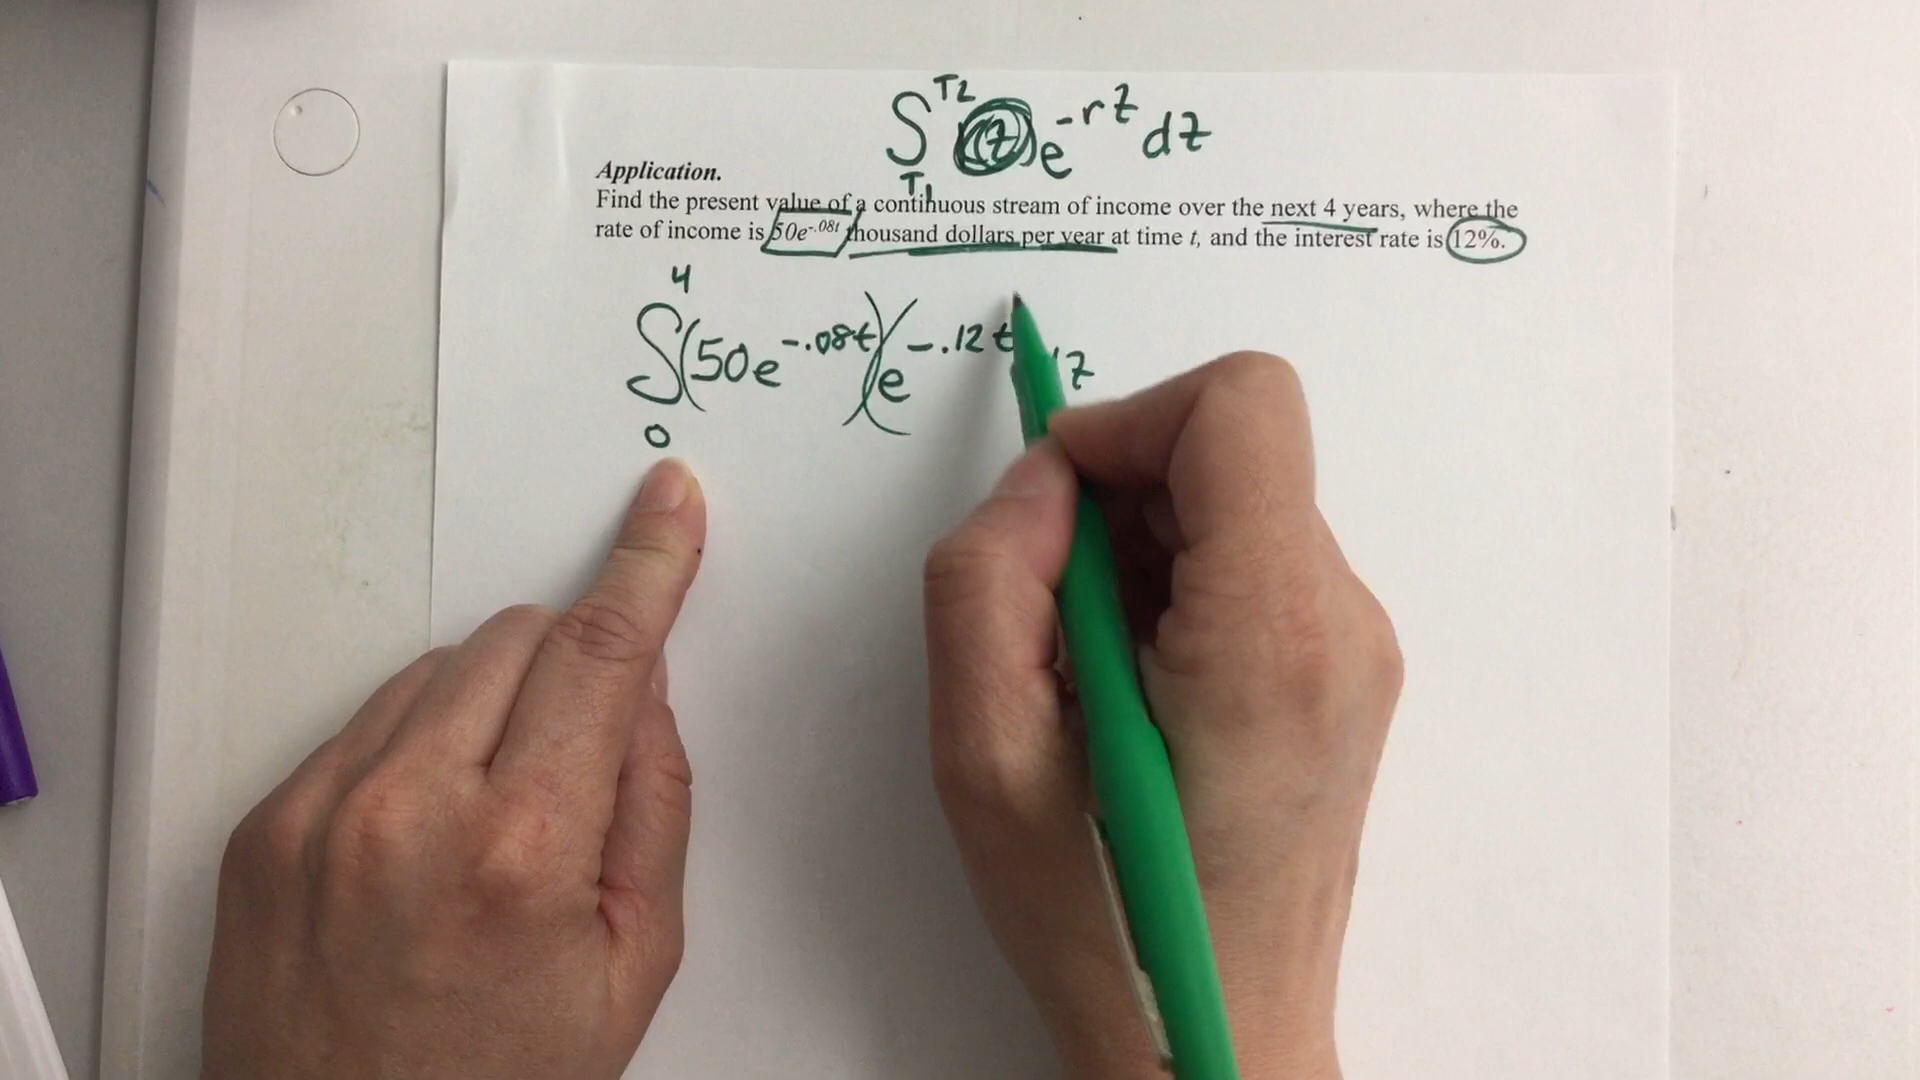 T2
∫ (z) e^-rz dz
T1
Application.
Find the present value of a continuous stream of income over the next 4 years, where the
rate of income is 50e^-.08t thousand dollars per year at time t, and the interest rate is 12%.
4
∫(50e^-.08t)(e^-.12t z
0